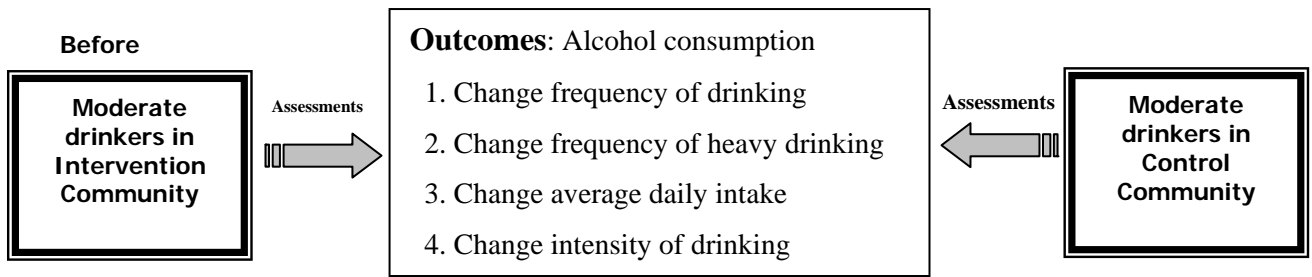 Before
Moderate
drinkers in
Intervention
Community
Assessments
Outcomes: Alcohol consumption
1. Change frequency of drinking
2. Change frequency of heavy drinking
3. Change average daily intake
4. Change intensity of drinking
Assessments
Moderate
drinkers in
Control
Community